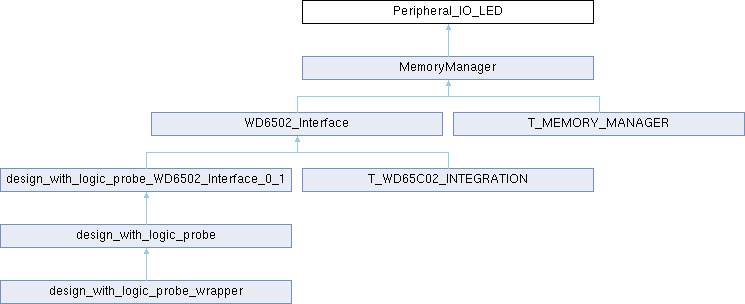 Peripheral_IO_LED
MemoryManager
WD6502_Interface
T_MEMORY_MANAGER
design_with_logic_probe_WD6502_Interface_0_1
T_WD65C02_INTEGRATION
design_with_logic_probe
design_with_logic_probe_wrapper